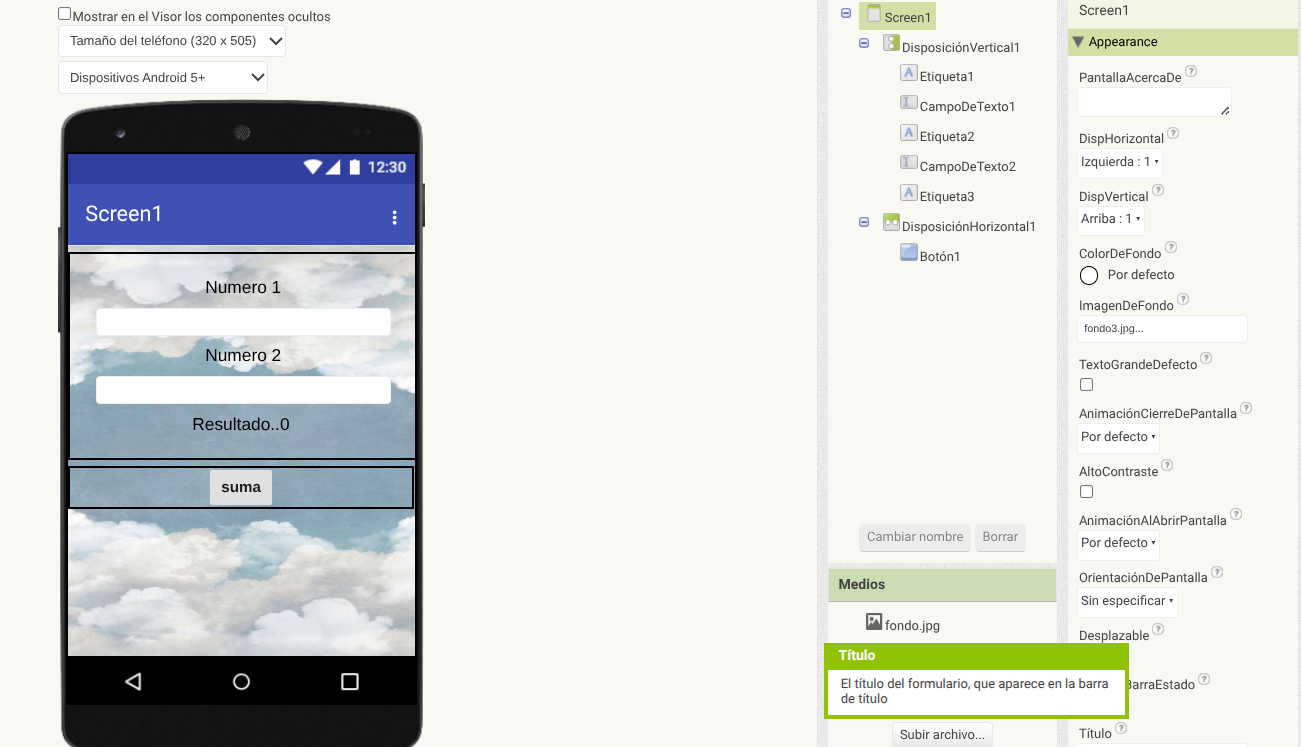 Mostrar en el Visor los componentes ocultos
Tamaño del teléfono (320 x 505)
Dispositivos Android 5+
12:30
Screen1
Numero 1
Numero 2
Resultado..0
suma
Screen1
DisposiciónVertical1
Etiqueta1
CampoDeTexto1
Etiqueta2
CampoDeTexto2
Etiqueta3
DisposiciónHorizontal1
Botón1
Cambiar nombre
Borrar
Medios
fondo.jpg
Título
El título del formulario, que aparece en la barra
de título
Subir archivo...
Screen1
Appearance
PantallaAcercaDe
DispHorizontal
Izquierda : 1
DispVertical
Arriba : 1
ColorDeFondo
Por defecto
ImagenDeFondo
fondo3.jpg...
TextoGrandeDefecto
AnimaciónCierreDePantalla
Por defecto
AltoContraste
AnimaciónAlAbrirPantalla
Por defecto
OrientaciónDePantalla
Sin especificar
Desplazable
BarraEstado
Título